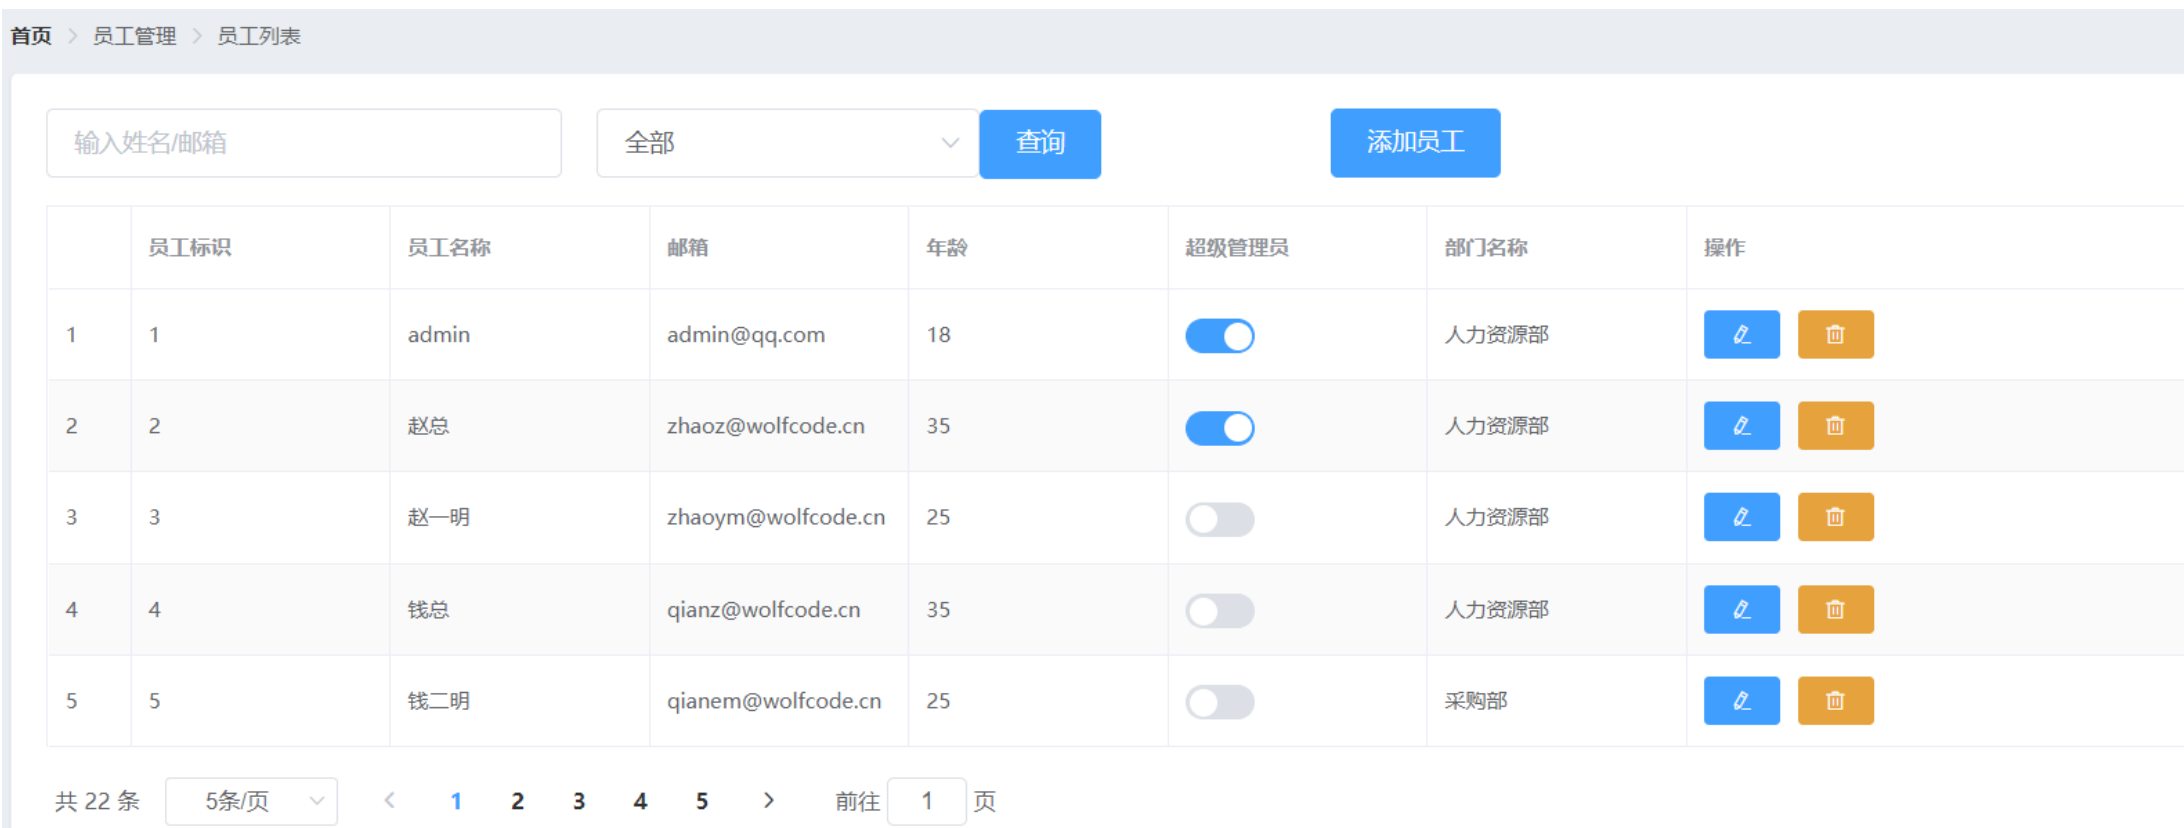 首页 > 员工管理 > 员工列表
输入姓名/邮箱 全部 查询 添加员工
员工标识 员工名称 邮箱 年龄 超级管理员 部门名称 操作
1 1 admin admin@qq.com 18 人力资源部
2 2 赵总 zhaoz@wolfcode.cn 35 人力资源部
3 3 赵一明 zhaoym@wolfcode.cn 25 人力资源部
4 4 钱总 qianz@wolfcode.cn 35 人力资源部
5 5 钱二明 qianem@wolfcode.cn 25 采购部
共 22 条 5条/页 < 1 2 3 4 5 > 前往 1 页